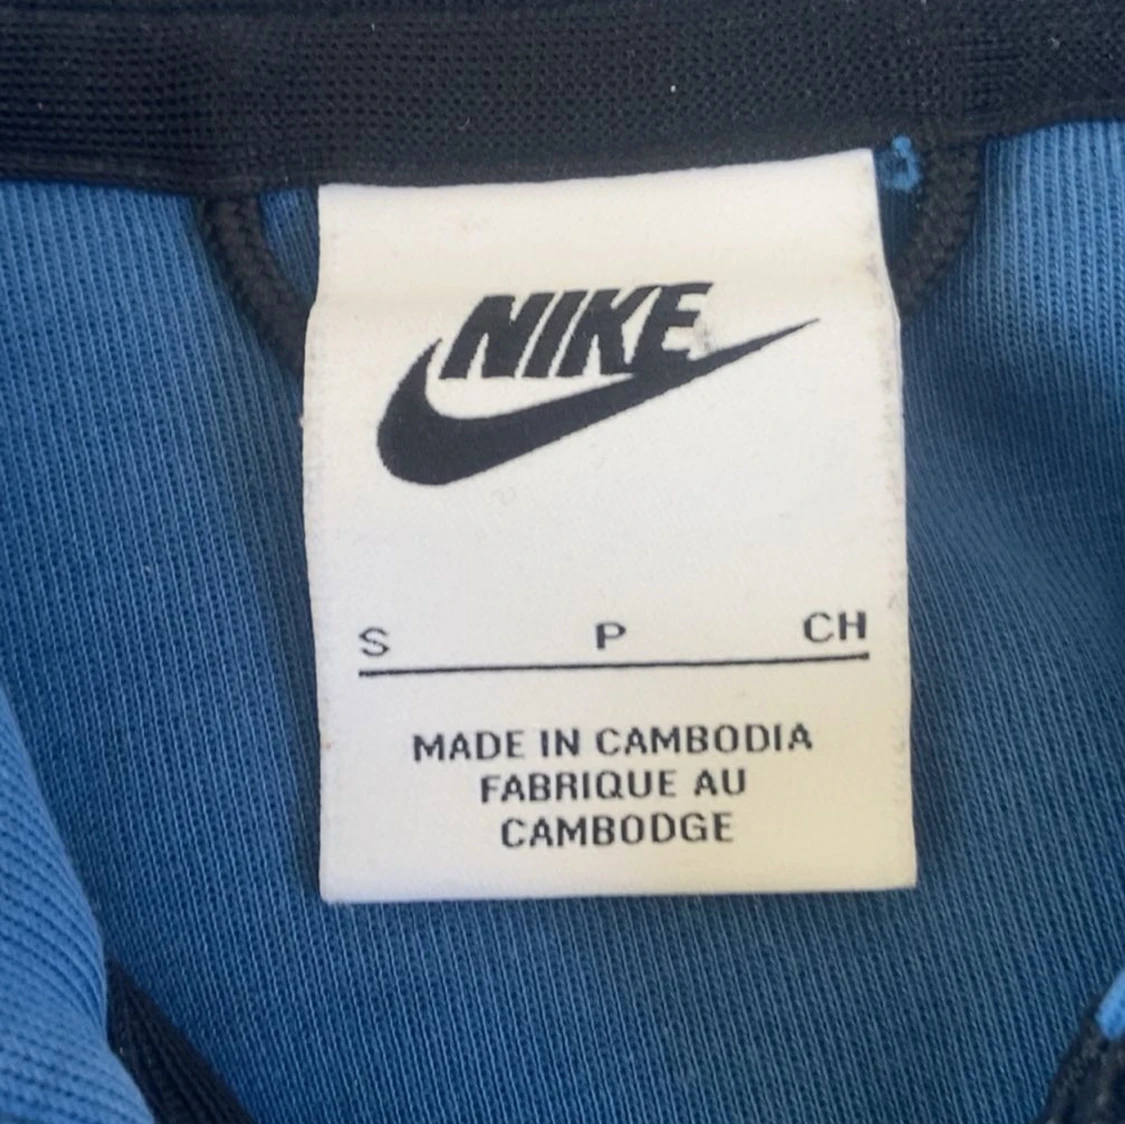 NIKE
S P CH
MADE IN CAMBODIA
FABRIQUE AU
CAMBODGE